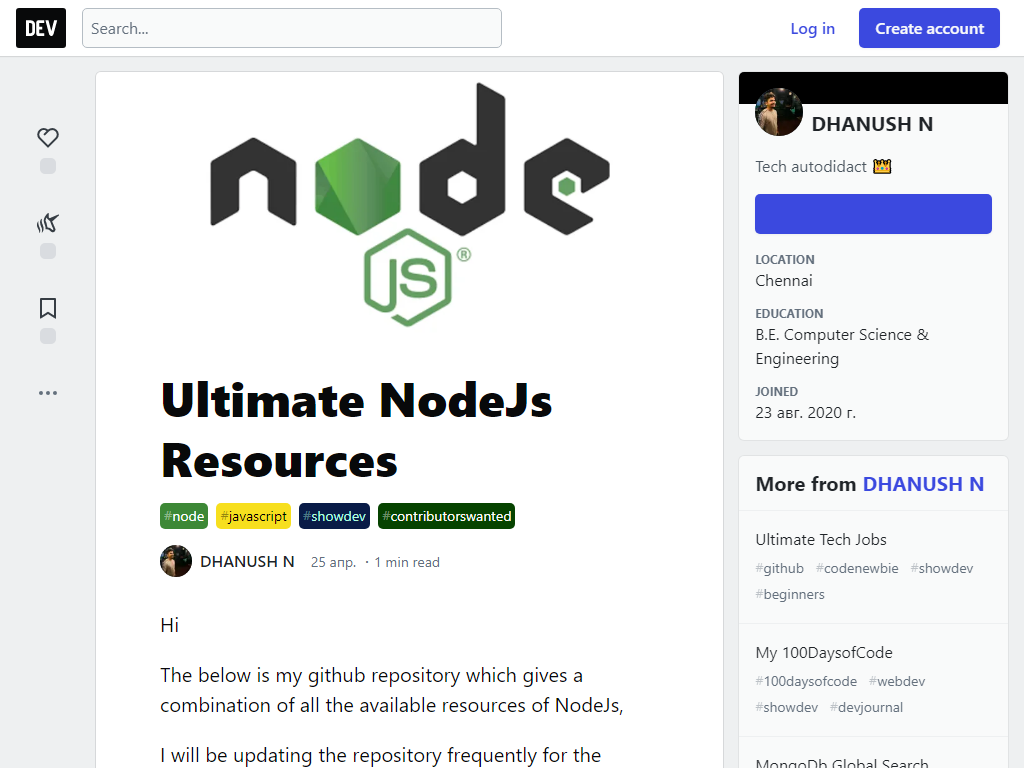 DEV
Search...
Log in
Create account
node
JS
®
Ultimate NodeJs
Resources
#node #javascript #showdev #contributorswanted
DHANUSH N 25 апр. · 1 min read
Hi
The below is my github repository which gives a
combination of all the available resources of NodeJs,
I will be updating the repository frequently for the
DHANUSH N
Tech autodidact 👑
LOCATION
Chennai
EDUCATION
B.E. Computer Science &
Engineering
JOINED
23 авг. 2020 г.
More from DHANUSH N
Ultimate Tech Jobs
#github #codenewbie #showdev
#beginners
My 100DaysofCode
#100daysofcode #webdev
#showdev #devjournal
MongoDb Global Search